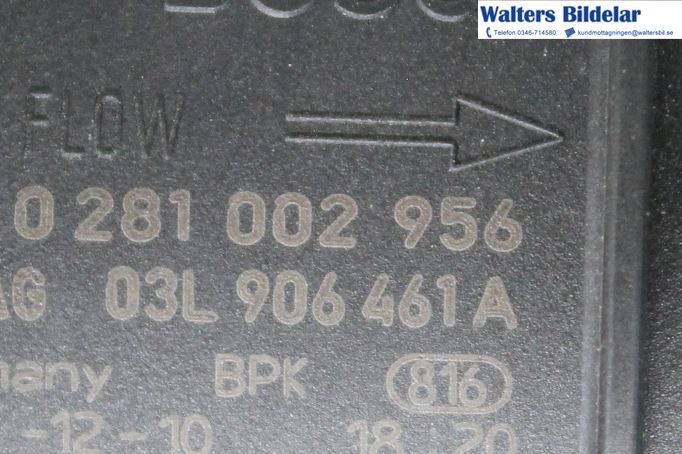 Walters Bildelar
Telefon 0346-714580 kundmottagningen@waltersbil.se
FLOW
0 281 002 956
AG 03L 906 461 A
many BPK 816
-12-10 18 20